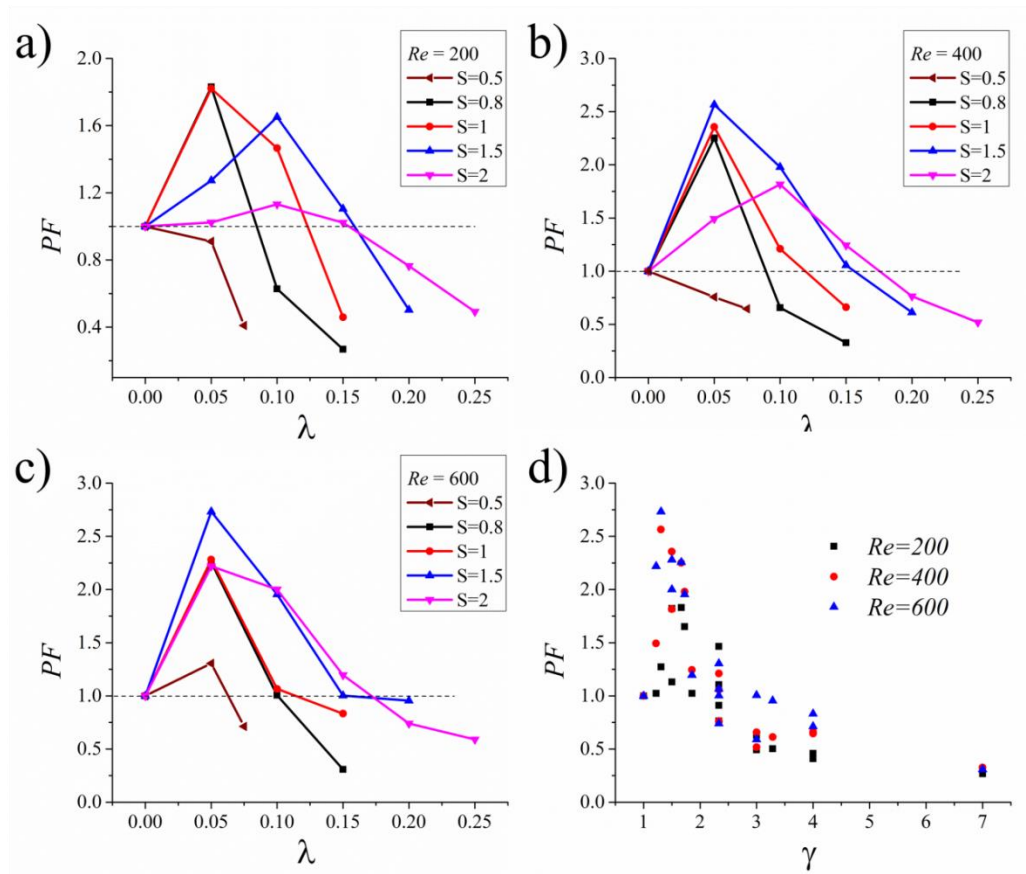 a)
Re = 200
S=0.5
S=0.8
S=1
S=1.5
S=2
PF
2.0
1.6
1.2
0.8
0.4
0.00 0.05 0.10 0.15 0.20 0.25
λ
b)
Re = 400
S=0.5
S=0.8
S=1
S=1.5
S=2
PF
3.0
2.5
2.0
1.5
1.0
0.5
0.0
0.00 0.05 0.10 0.15 0.20 0.25
λ
c)
Re = 600
S=0.5
S=0.8
S=1
S=1.5
S=2
PF
3.0
2.5
2.0
1.5
1.0
0.5
0.0
0.00 0.05 0.10 0.15 0.20 0.25
λ
d)
Re=200
Re=400
Re=600
PF
3.0
2.5
2.0
1.5
1.0
0.5
0.0
1 2 3 4 5 6 7
γ